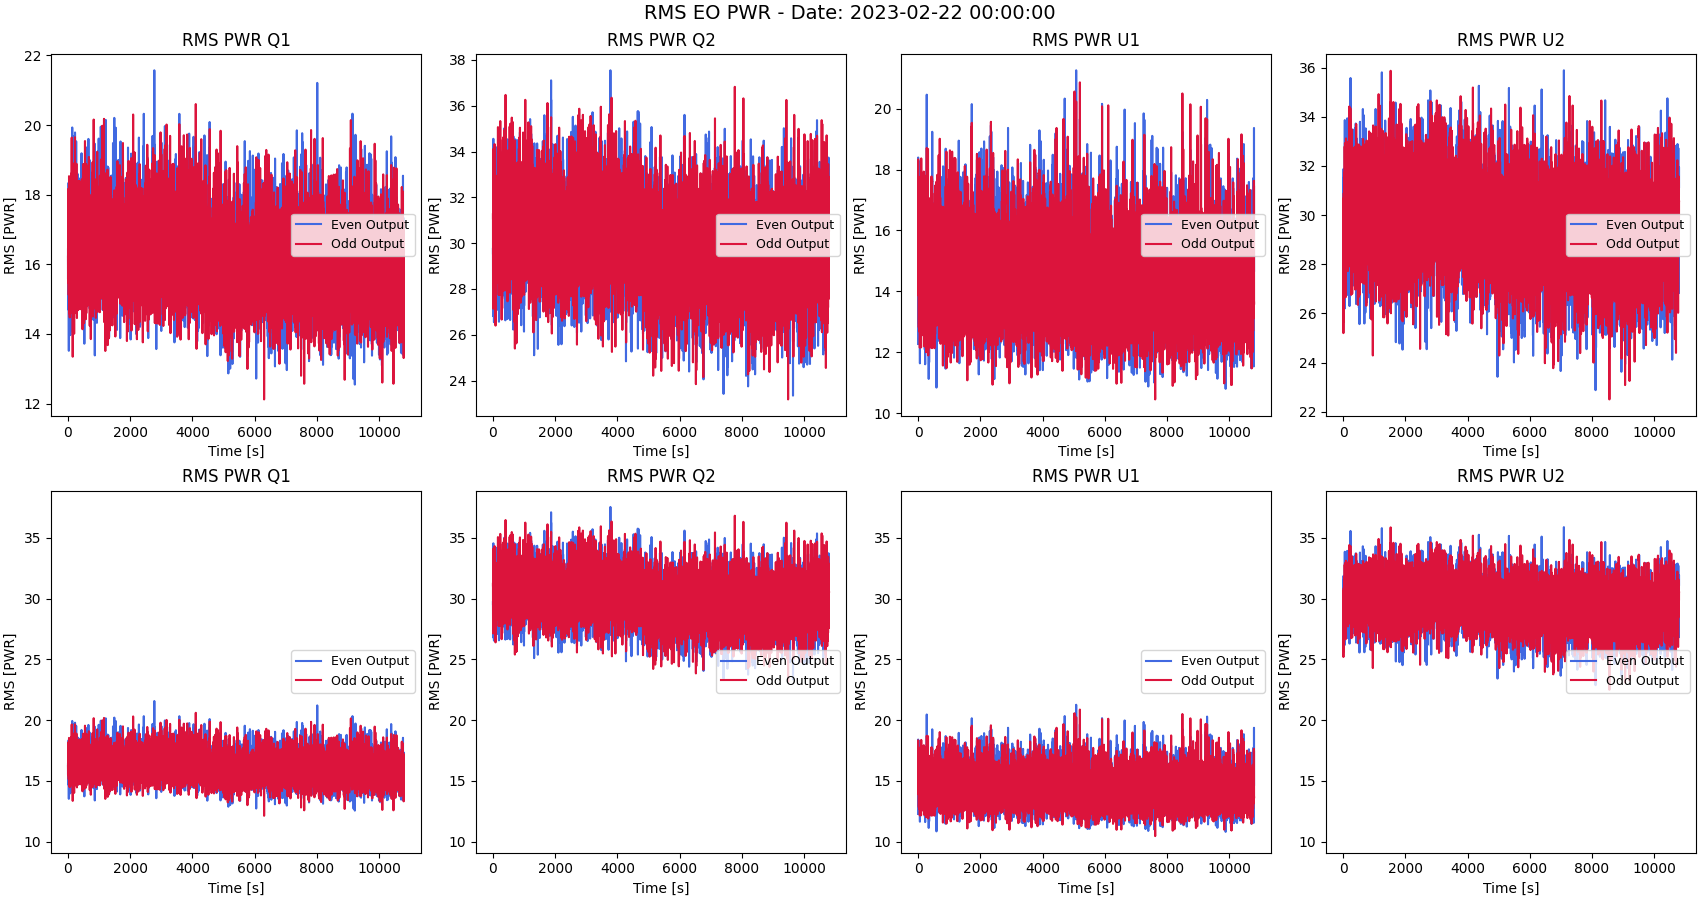 RMS EO PWR - Date: 2023-02-22 00:00:00
RMS PWR Q1
RMS [PWR]
22
20
18
16
14
12
Even Output
Odd Output
0 2000 4000 6000 8000 10000
Time [s]
RMS PWR Q2
RMS [PWR]
38
36
34
32
30
28
26
24
Even Output
Odd Output
0 2000 4000 6000 8000 10000
Time [s]
RMS PWR U1
RMS [PWR]
20
18
16
14
12
10
Even Output
Odd Output
0 2000 4000 6000 8000 10000
Time [s]
RMS PWR U2
RMS [PWR]
36
34
32
30
28
26
24
22
Even Output
Odd Output
0 2000 4000 6000 8000 10000
Time [s]
RMS PWR Q1
RMS [PWR]
35
30
25
20
15
10
Even Output
Odd Output
0 2000 4000 6000 8000 10000
Time [s]
RMS PWR Q2
RMS [PWR]
35
30
25
20
15
10
Even Output
Odd Output
0 2000 4000 6000 8000 10000
Time [s]
RMS PWR U1
RMS [PWR]
35
30
25
20
15
10
Even Output
Odd Output
0 2000 4000 6000 8000 10000
Time [s]
RMS PWR U2
RMS [PWR]
35
30
25
20
15
10
Even Output
Odd Output
0 2000 4000 6000 8000 10000
Time [s]